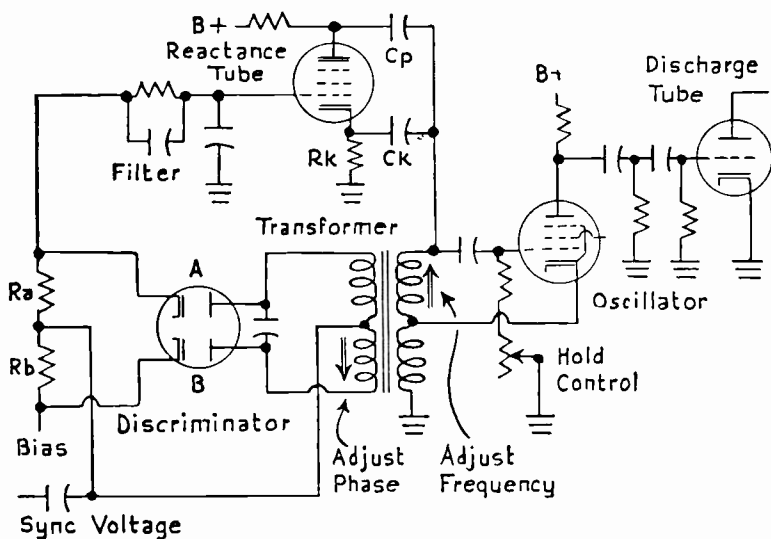 B+
Reactance
Tube
Cp
B+
Discharge
Tube
Filter
Rk
Ck
Transformer
Oscillator
A
Ra
Rb
B
Hold
Control
Bias
Discriminator
Adjust
Phase
Adjust
Frequency
Sync Voltage